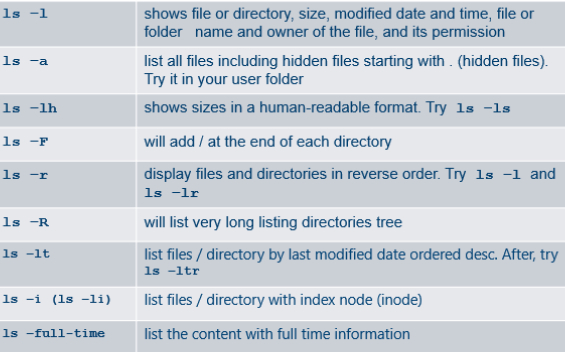 ls –l
shows file or directory, size, modified date and time, file or
folder name and owner of the file, and its permission
ls –a
list all files including hidden files starting with . (hidden files).
Try it in your user folder
ls –lh
shows sizes in a human-readable format. Try ls –ls
ls –F
will add / at the end of each directory
ls –r
display files and directories in reverse order. Try ls –l and
ls –lr
ls –R
will list very long listing directories tree
ls –lt
list files / directory by last modified date ordered desc. After, try
ls –ltr
ls –i (ls –li)
list files / directory with index node (inode)
ls –full-time
list the content with full time information